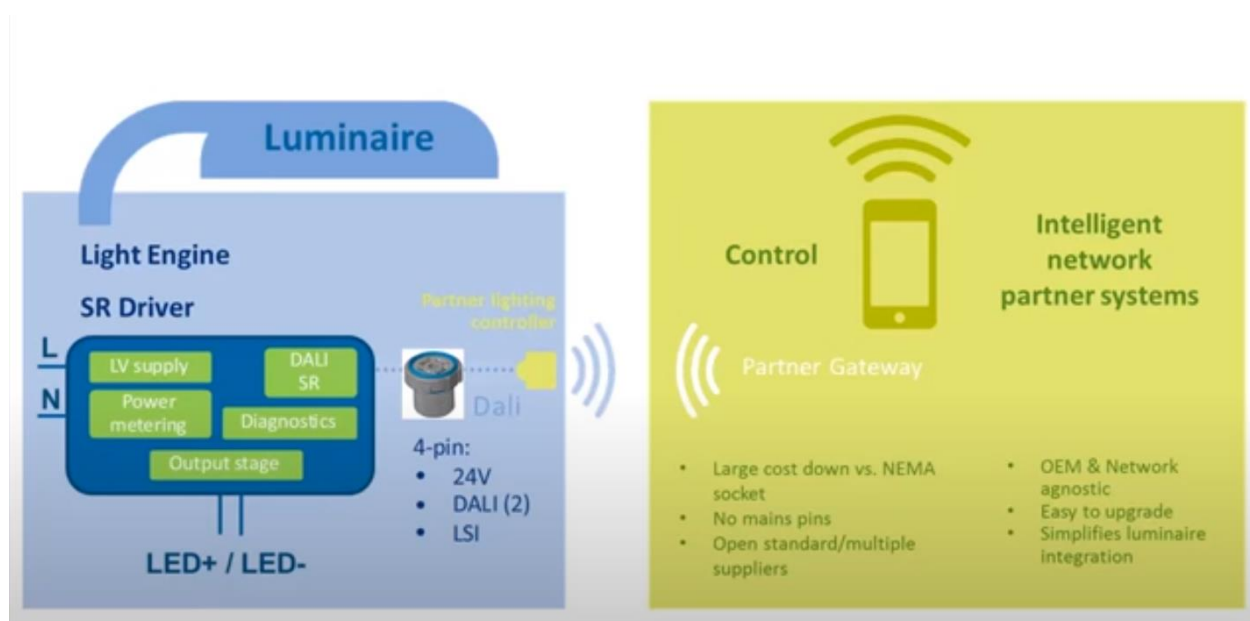 Luminaire
Light Engine
SR Driver
Partner lighting
controller
L
N
LV supply
DALI
SR
Power
metering
Diagnostics
Output stage
LED+ / LED-
Dali
4-pin:
• 24V
• DALI (2)
• LSI
Control
Intelligent
network
partner systems
Partner Gateway
• Large cost down vs. NEMA
socket
• No mains pins
• Open standard/multiple
suppliers
• OEM & Network
agnostic
• Easy to upgrade
• Simplifies luminaire
integration